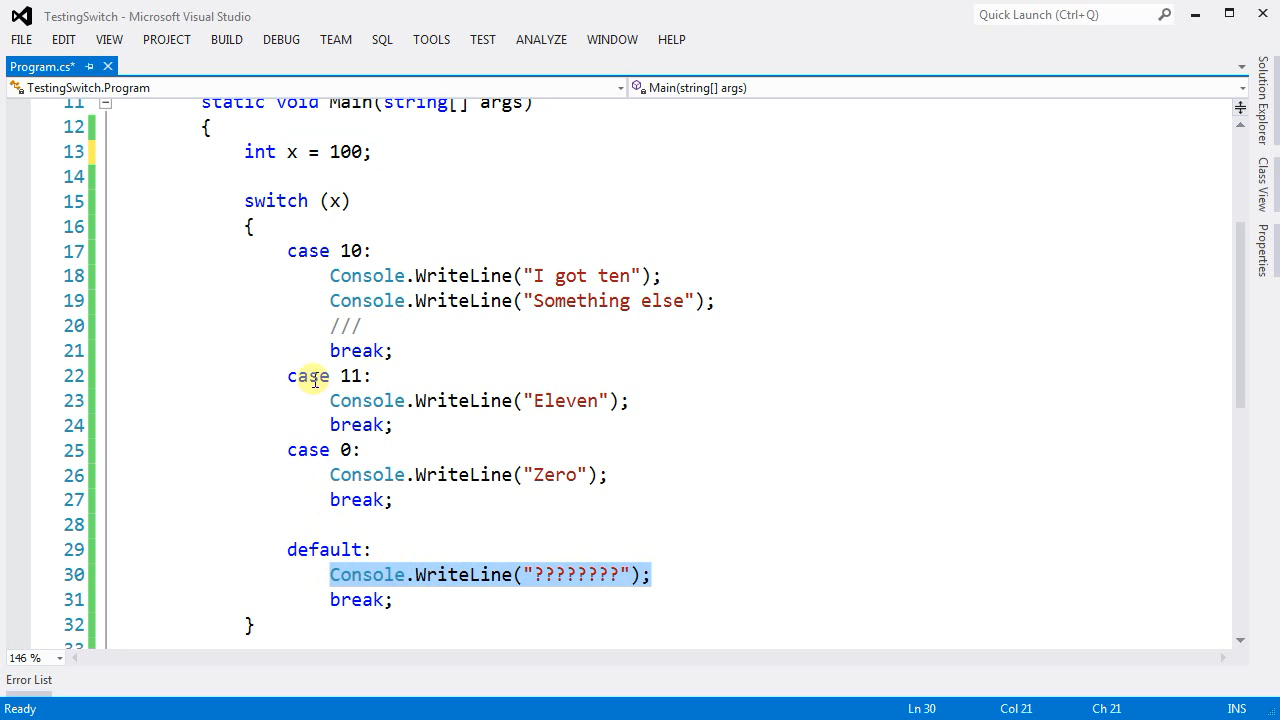 TestingSwitch - Microsoft Visual Studio
Quick Launch (Ctrl+Q)
FILE EDIT VIEW PROJECT BUILD DEBUG TEAM SQL TOOLS TEST ANALYZE WINDOW HELP
Program.cs*
TestingSwitch.Program
Main(string[] args)
11 static void Main(string[] args)
12 {
13 int x = 100;
14
15 switch (x)
16 {
17 case 10:
18 Console.WriteLine("I got ten");
19 Console.WriteLine("Something else");
20 ///
21 break;
22 case 11:
23 Console.WriteLine("Eleven");
24 break;
25 case 0:
26 Console.WriteLine("Zero");
27 break;
28
29 default:
30 Console.WriteLine("????????");
31 break;
32 }
33
146 %
Error List
Ready
Ln 30
Col 21
Ch 21
INS
Solution Explorer
Class View
Properties